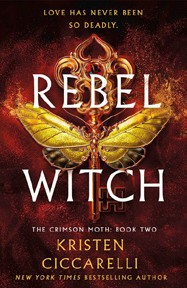 LOVE HAS NEVER BEEN
SO DEADLY.
REBEL
WITCH
THE CRIMSON MOTH: BOOK TWO
KRISTEN
CICCARELLI
NEW YORK TIMES BESTSELLING AUTHOR